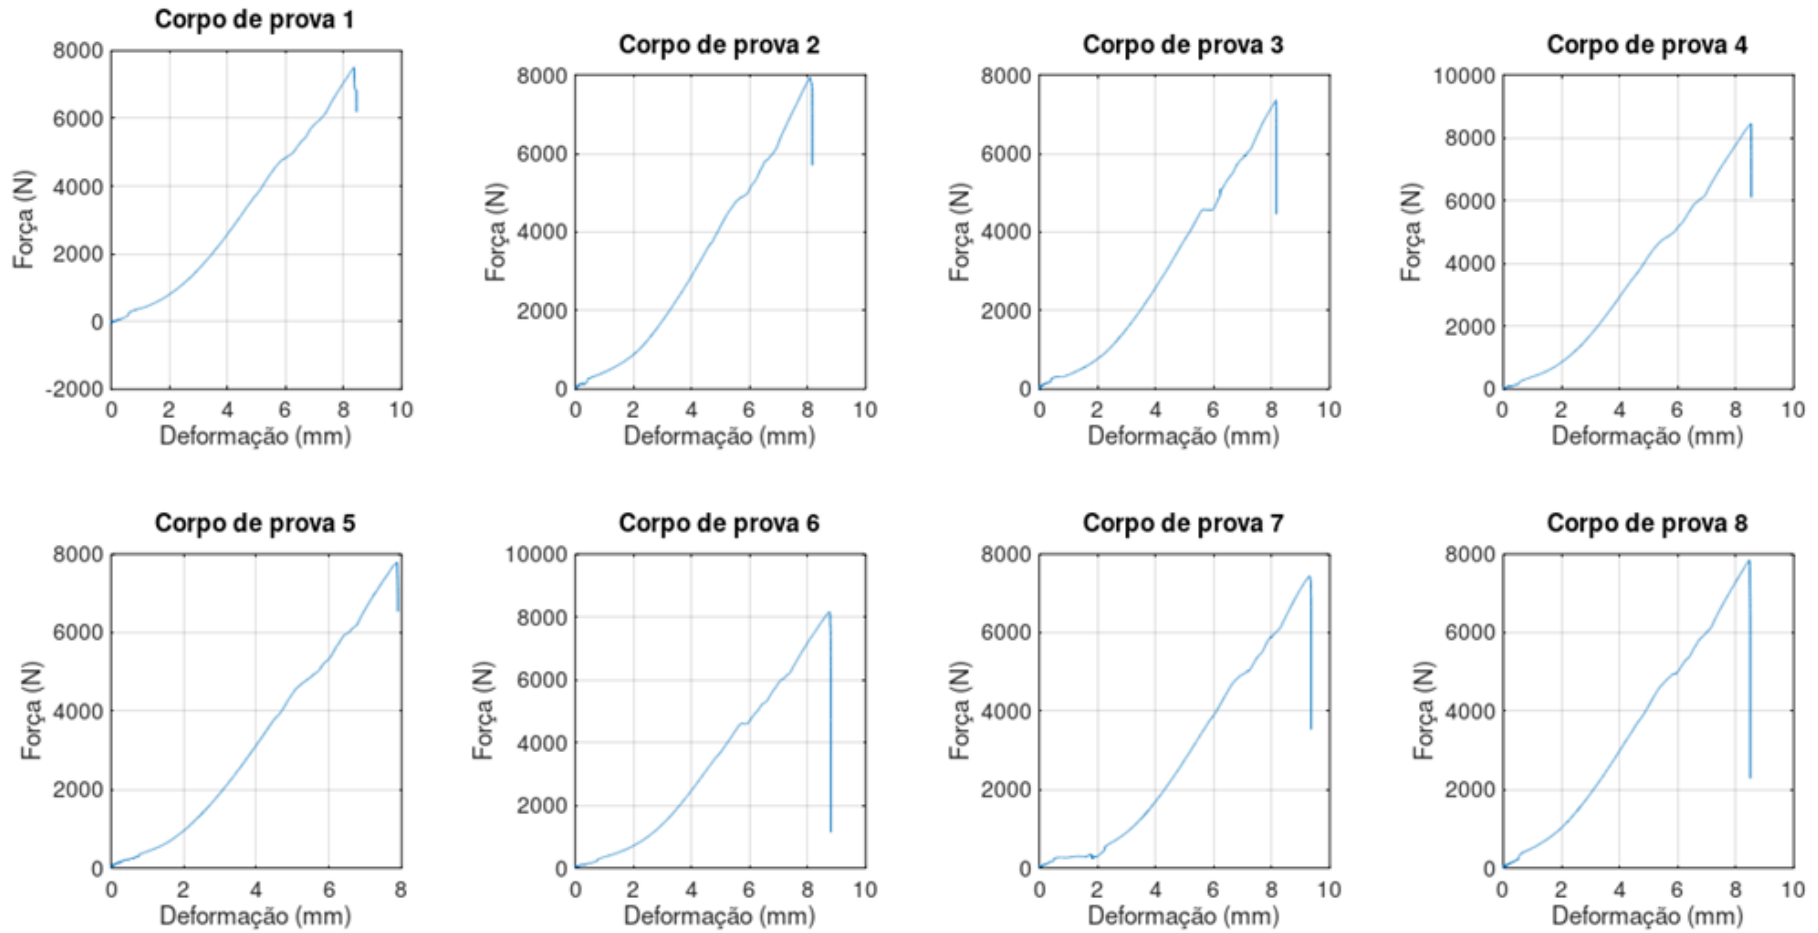 Corpo de prova 1
Corpo de prova 2
Corpo de prova 3
Corpo de prova 4
8000
6000
4000
2000
0
-2000
Força (N)
0 2 4 6 8 10
Deformação (mm)
8000
6000
4000
2000
0
Força (N)
0 2 4 6 8 10
Deformação (mm)
8000
6000
4000
2000
0
Força (N)
0 2 4 6 8 10
Deformação (mm)
10000
8000
6000
4000
2000
0
Força (N)
0 2 4 6 8 10
Deformação (mm)
Corpo de prova 5
Corpo de prova 6
Corpo de prova 7
Corpo de prova 8
8000
6000
4000
2000
0
Força (N)
0 2 4 6 8
Deformação (mm)
10000
8000
6000
4000
2000
0
Força (N)
0 2 4 6 8 10
Deformação (mm)
8000
6000
4000
2000
0
Força (N)
0 2 4 6 8 10
Deformação (mm)
8000
6000
4000
2000
0
Força (N)
0 2 4 6 8 10
Deformação (mm)